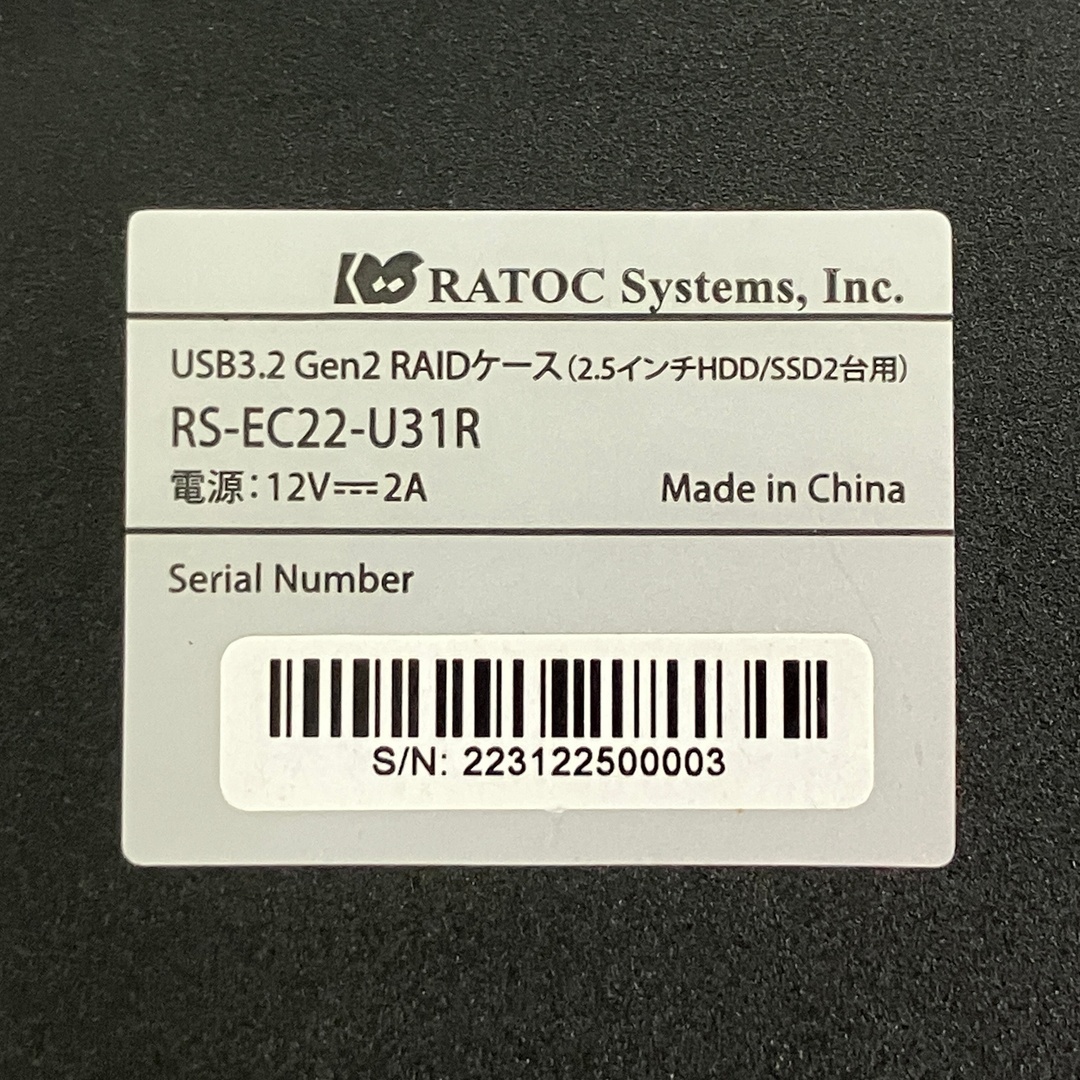 RATOC Systems, Inc.
USB3.2 Gen2 RAIDケース(2.5インチHDD/SSD2台用)
RS-EC22-U31R
電源:12V⎓2A Made in China
Serial Number
S/N: 223122500003